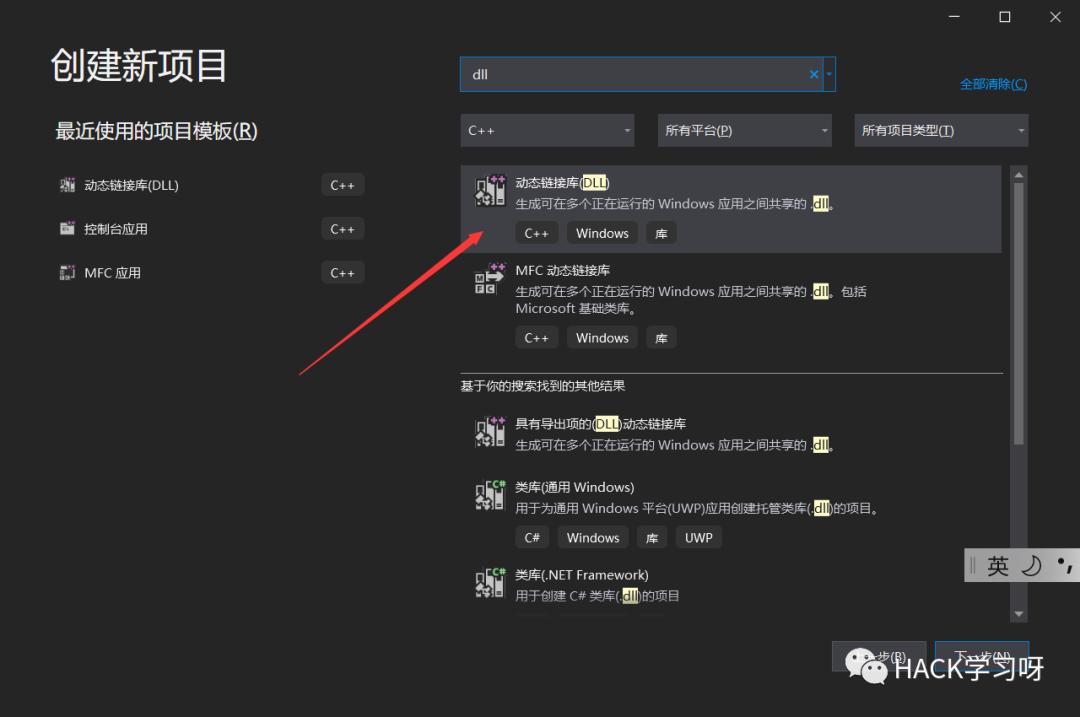 创建新项目
最近使用的项目模板(R)
动态链接库(DLL)
C++
控制台应用
C++
MFC 应用
C++
dll
全部清除(C)
C++
所有平台(P)
所有项目类型(T)
动态链接库(DLL)
生成可在多个正在运行的 Windows 应用之间共享的 .dll。
C++ Windows 库
MFC 动态链接库
生成可在多个正在运行的 Windows 应用之间共享的 .dll。包括
Microsoft 基础类库。
C++ Windows 库
基于你的搜索找到的其他结果
具有导出项的(DLL)动态链接库
生成可在多个正在运行的 Windows 应用之间共享的 .dll。
类库(通用 Windows)
用于为通用 Windows 平台(UWP)应用创建托管类库(.dll)的项目。
C# Windows 库 UWP
类库(.NET Framework)
用于创建 C# 类库(.dll)的项目
英
一步(B)
下一步(N)
HACK学习呀